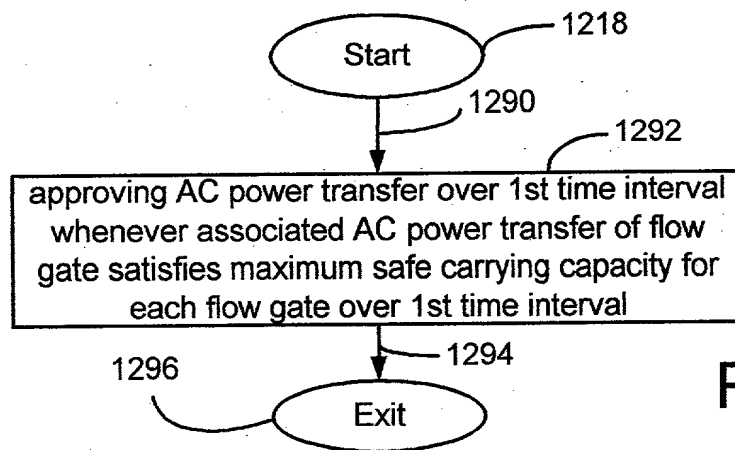 Start
1218
1290
1292
approving AC power transfer over 1st time interval
whenever associated AC power transfer of flow
gate satisfies maximum safe carrying capacity for
each flow gate over 1st time interval
1294
1296
Exit
F